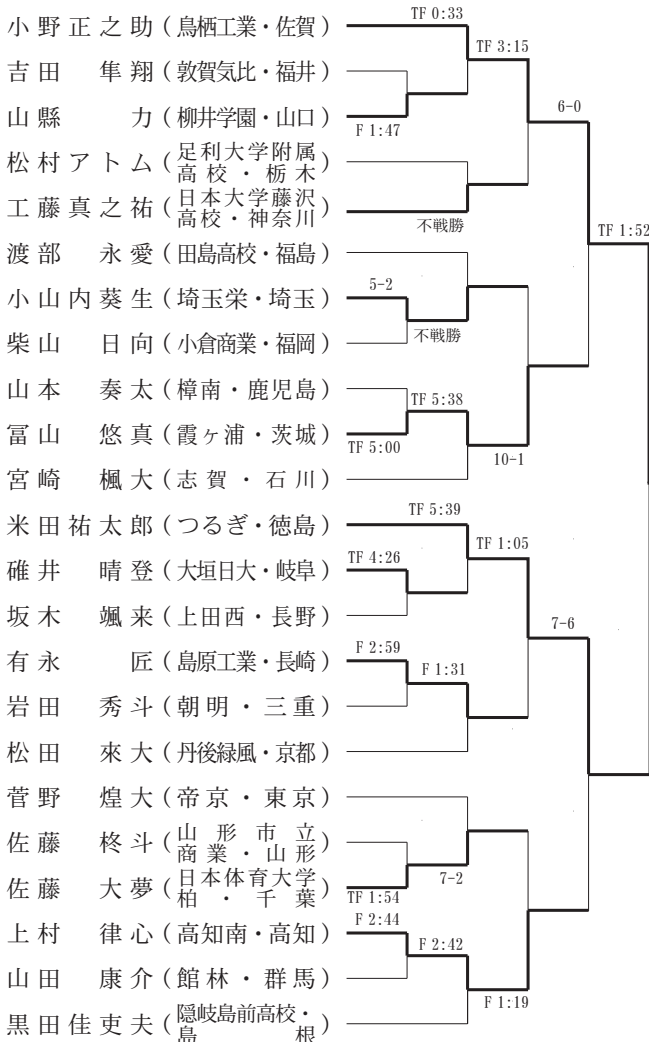 小野正之助（鳥栖工業・佐賀）
TF 0:33
TF 3:15
吉田 隼翔（敦賀気比・福井）
山縣 力（柳井学園・山口）
F 1:47
6-0
松村アトム（足利大学附属高校・栃木）
工藤真之祐（日本大学藤沢高校・神奈川）
不戦勝
TF 1:52
渡部 永愛（田島高校・福島）
小山内葵生（埼玉栄・埼玉）
5-2
不戦勝
柴山 日向（小倉商業・福岡）
山本 奏太（樟南・鹿児島）
TF 5:38
冨山 悠真（霞ヶ浦・茨城）
TF 5:00
10-1
宮崎 楓大（志賀・石川）
米田祐太郎（つるぎ・徳島）
TF 5:39
TF 1:05
碓井 晴登（大垣日大・岐阜）
TF 4:26
坂木 颯来（上田西・長野）
7-6
有永 匠（島原工業・長崎）
F 2:59
F 1:31
岩田 秀斗（朝明・三重）
松田 來大（丹後緑風・京都）
菅野 煌大（帝京・東京）
佐藤 柊斗（山形市立商業・山形）
佐藤 大夢（日本体育大学柏・千葉）
7-2
TF 1:54
上村 律心（高知南・高知）
F 2:44
F 2:42
山田 康介（館林・群馬）
F 1:19
黒田佳吏夫（隠岐島前高校・島根）